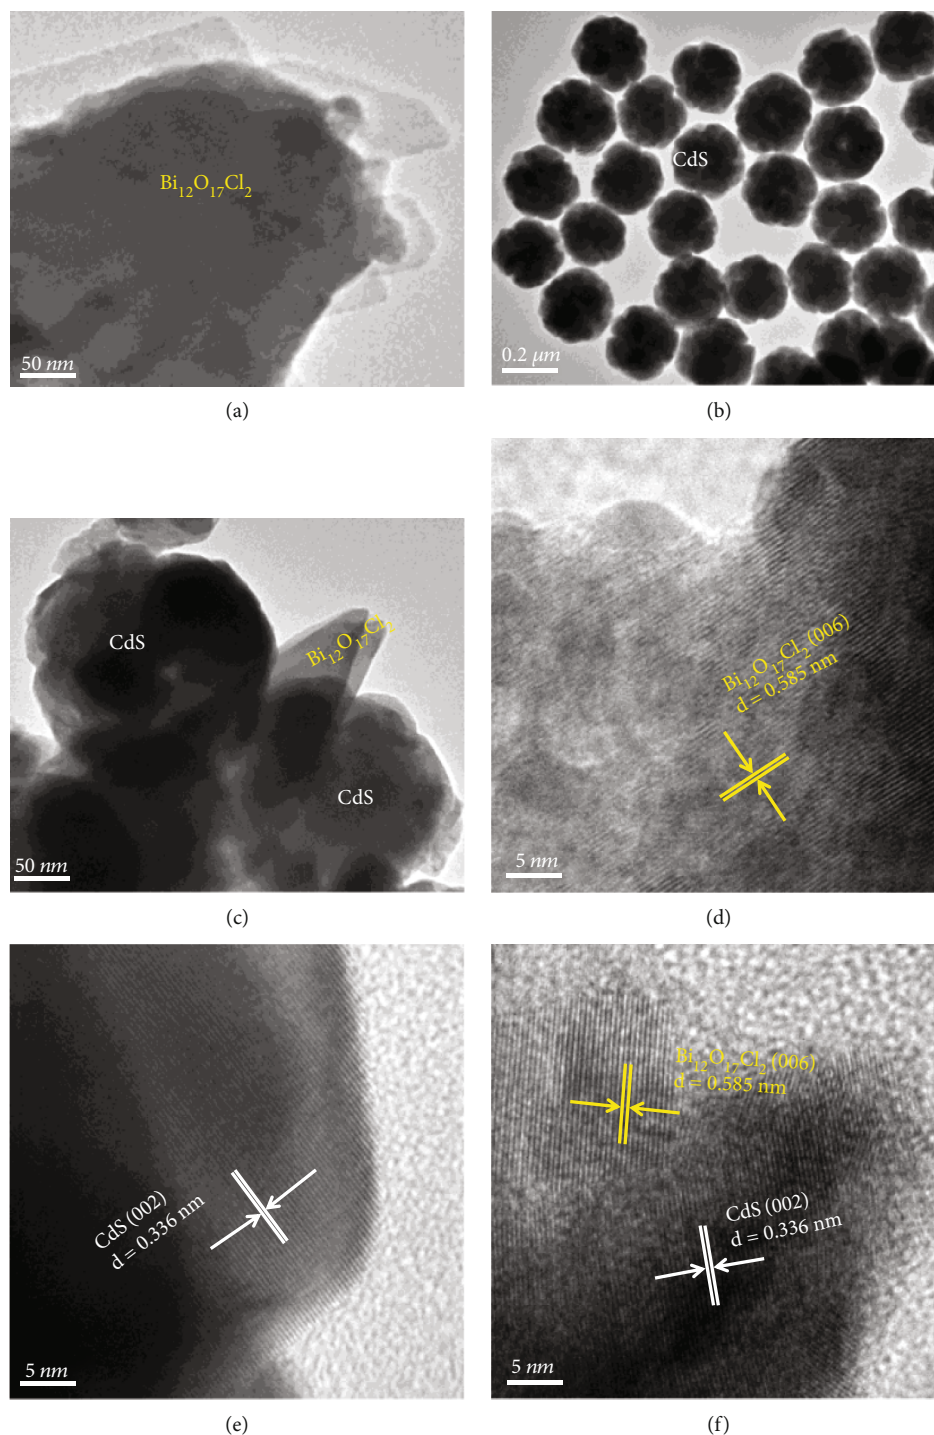 Bi₁₂O₁₇Cl₂
50 nm
(a)
CdS
0.2 μm
(b)
CdS
Bi₁₂O₁₇Cl₂
CdS
50 nm
(c)
Bi₁₂O₁₇Cl₂ (006)
d = 0.585 nm
5 nm
(d)
CdS (002)
d = 0.336 nm
5 nm
(e)
Bi₁₂O₁₇Cl₂ (006)
d = 0.585 nm
CdS (002)
d = 0.336 nm
5 nm
(f)